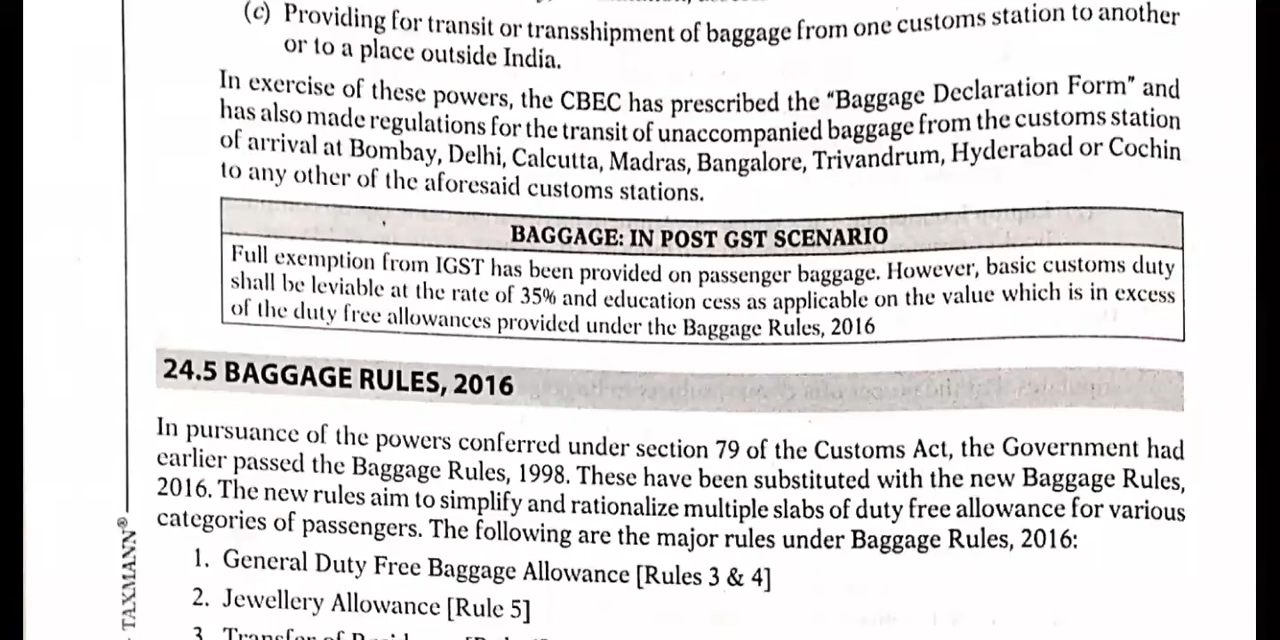 (c) Providing for transit or transshipment of baggage from one customs station to another
or to a place outside India.
In exercise of these powers, the CBEC has prescribed the “Baggage Declaration Form” and
has also made regulations for the transit of unaccompanied baggage from the customs station
of arrival at Bombay, Delhi, Calcutta, Madras, Bangalore, Trivandrum, Hyderabad or Cochin
to any other of the aforesaid customs stations.
BAGGAGE: IN POST GST SCENARIO
Full exemption from IGST has been provided on passenger baggage. However, basic customs duty
shall be leviable at the rate of 35% and education cess as applicable on the value which is in excess
of the duty free allowances provided under the Baggage Rules, 2016
24.5 BAGGAGE RULES, 2016
In pursuance of the powers conferred under section 79 of the Customs Act, the Government had
earlier passed the Baggage Rules, 1998. These have been substituted with the new Baggage Rules,
2016. The new rules aim to simplify and rationalize multiple slabs of duty free allowance for various
categories of passengers. The following are the major rules under Baggage Rules, 2016:
1. General Duty Free Baggage Allowance [Rules 3 & 4]
2. Jewellery Allowance [Rule 5]
3. Transfer of
TAXMANN®